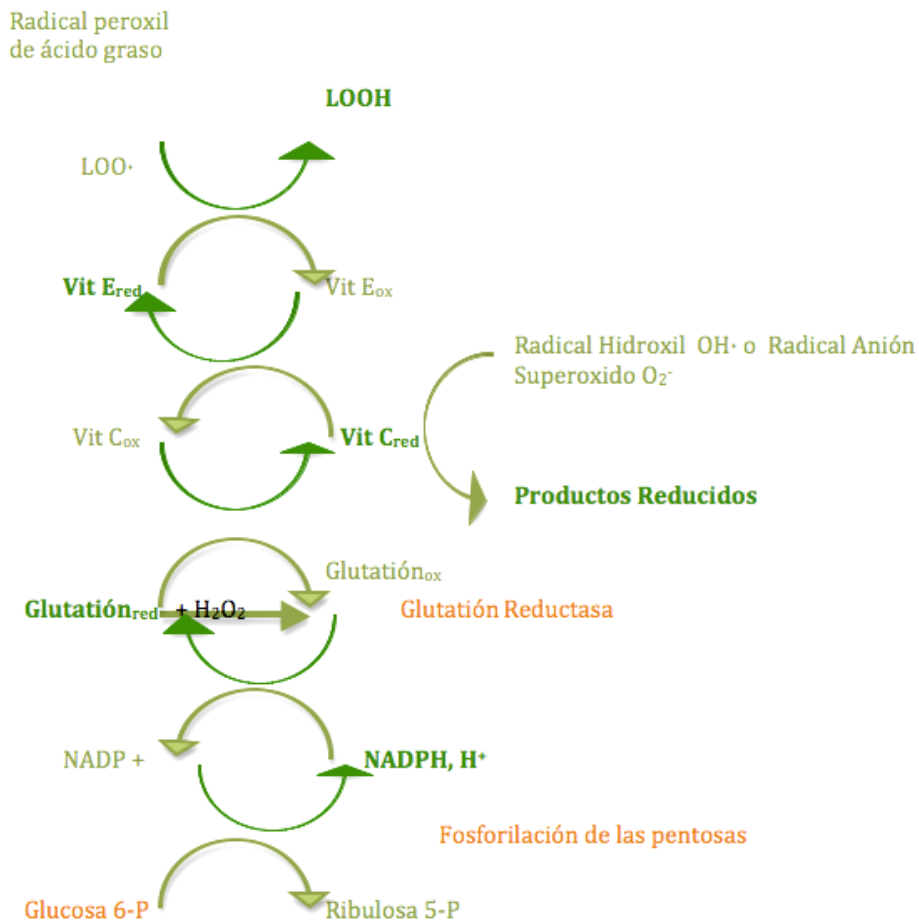 Radical peroxil
de ácido graso
LOOH
LOO·
Vit Ered
Vit Eox
Radical Hidroxil OH· o Radical Anión
Superoxido O₂⁻
Vit Cox
Vit Cred
Productos Reducidos
Glutatiónox
Glutatiónred + H₂O₂
Glutatión Reductasa
NADP +
NADPH, H⁺
Fosforilación de las pentosas
Glucosa 6-P
Ribulosa 5-P